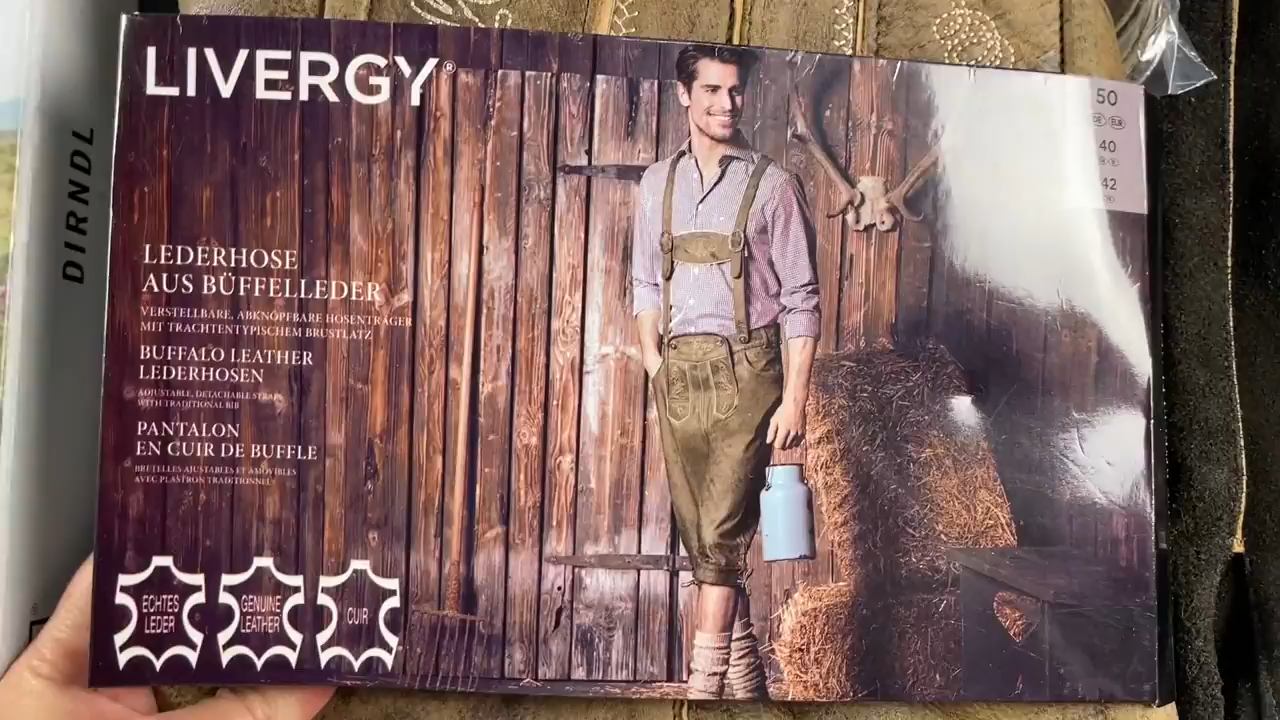 LIVERGY®
DIRNDL
LEDERHOSE
AUS BÜFFELLEDER
VERSTELLBARE, ABKNÖPFBARE HOSENTRÄGER
MIT TRACHTENTYPISCHEM BRUSTLATZ
BUFFALO LEATHER
LEDERHOSEN
ADJUSTABLE, DETACHABLE STRAPS
WITH TRADITIONAL BIB
PANTALON
EN CUIR DE BUFFLE
BRETELLES AJUSTABLES ET AMOVIBLES
AVEC PLASTRON TRADITIONNEL
ECHTES
LEDER
GENUINE
LEATHER
CUIR
50
DE EUR
40
42